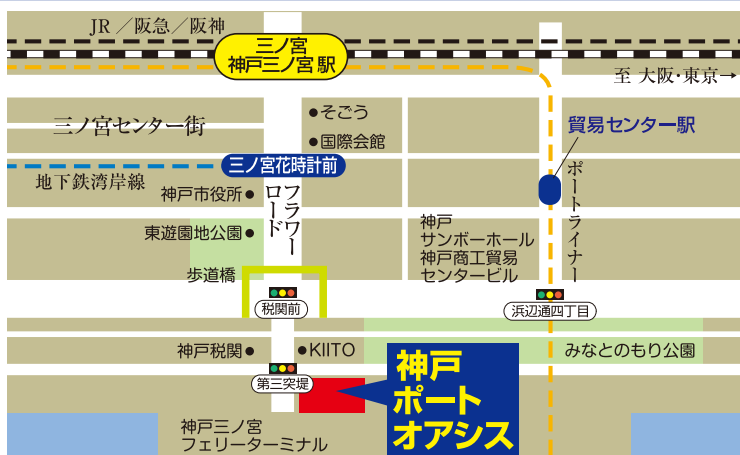 JR／阪急／阪神
三ノ宮
神戸三ノ宮駅
至 大阪・東京→
三ノ宮センター街
●そごう
●国際会館
貿易センター駅
三ノ宮花時計前
地下鉄湾岸線
神戸市役所●
フラワー
ロード
ポートライナー
東遊園地公園●
神戸
サンボーホール
神戸商工貿易
センタービル
歩道橋
税関前
浜辺通四丁目
神戸税関●
●KIITO
みなとのもり公園
第三突堤
神戸
ポート
オアシス
神戸三ノ宮
フェリーターミナル